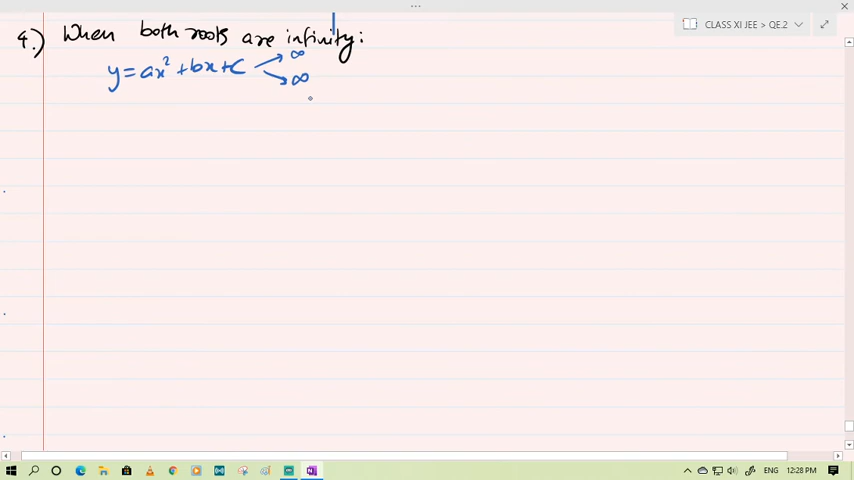 ...
CLASS XI JEE > QE.2
4.) When both roots are infinity:
y = ax² + bx + c ∞
∞
ENG 12:28 PM